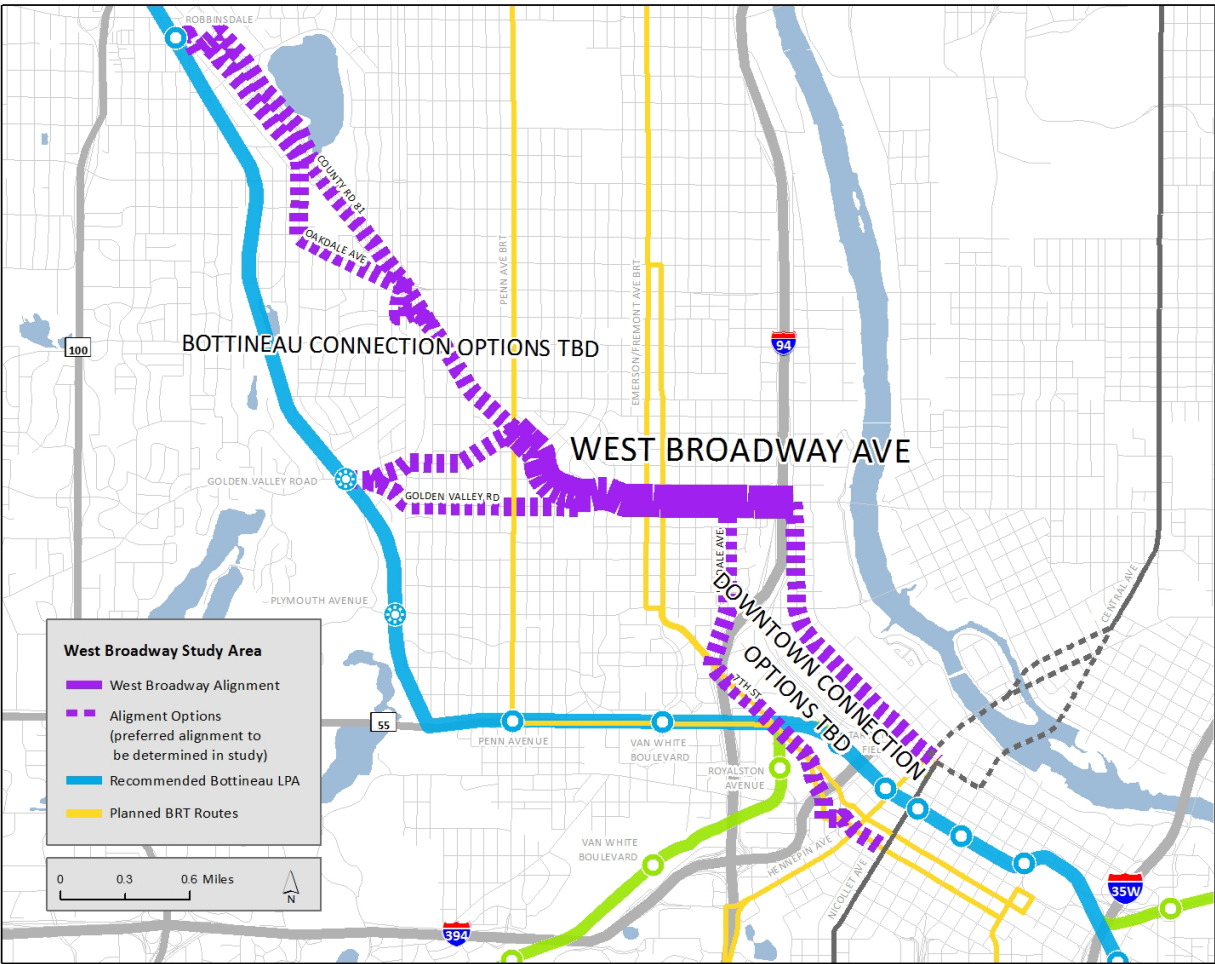 ROBBINSDALE
COUNTY RD 81
OAKDALE AVE
PENN AVE BRT
EMERSON/FREMONT AVE BRT
94
100
BOTTINEAU CONNECTION OPTIONS TBD
WEST BROADWAY AVE
GOLDEN VALLEY ROAD
GOLDEN VALLEY RD
DALE AVE
CENTRAL AVE
PLYMOUTH AVENUE
DOWNTOWN CONNECTION
OPTIONS TBD
7TH ST
West Broadway Study Area
West Broadway Alignment
Aligment Options
(preferred alignment to
be determined in study)
Recommended Bottineau LPA
Planned BRT Routes
55
PENN AVENUE
VAN WHITE
BOULEVARD
TAR
FIEL
ROYALSTON
AVENUE
VAN WHITE
BOULEVARD
HENNEPIN AVE
NICOLLET AVE
35W
0 0.3 0.6 Miles
N
394